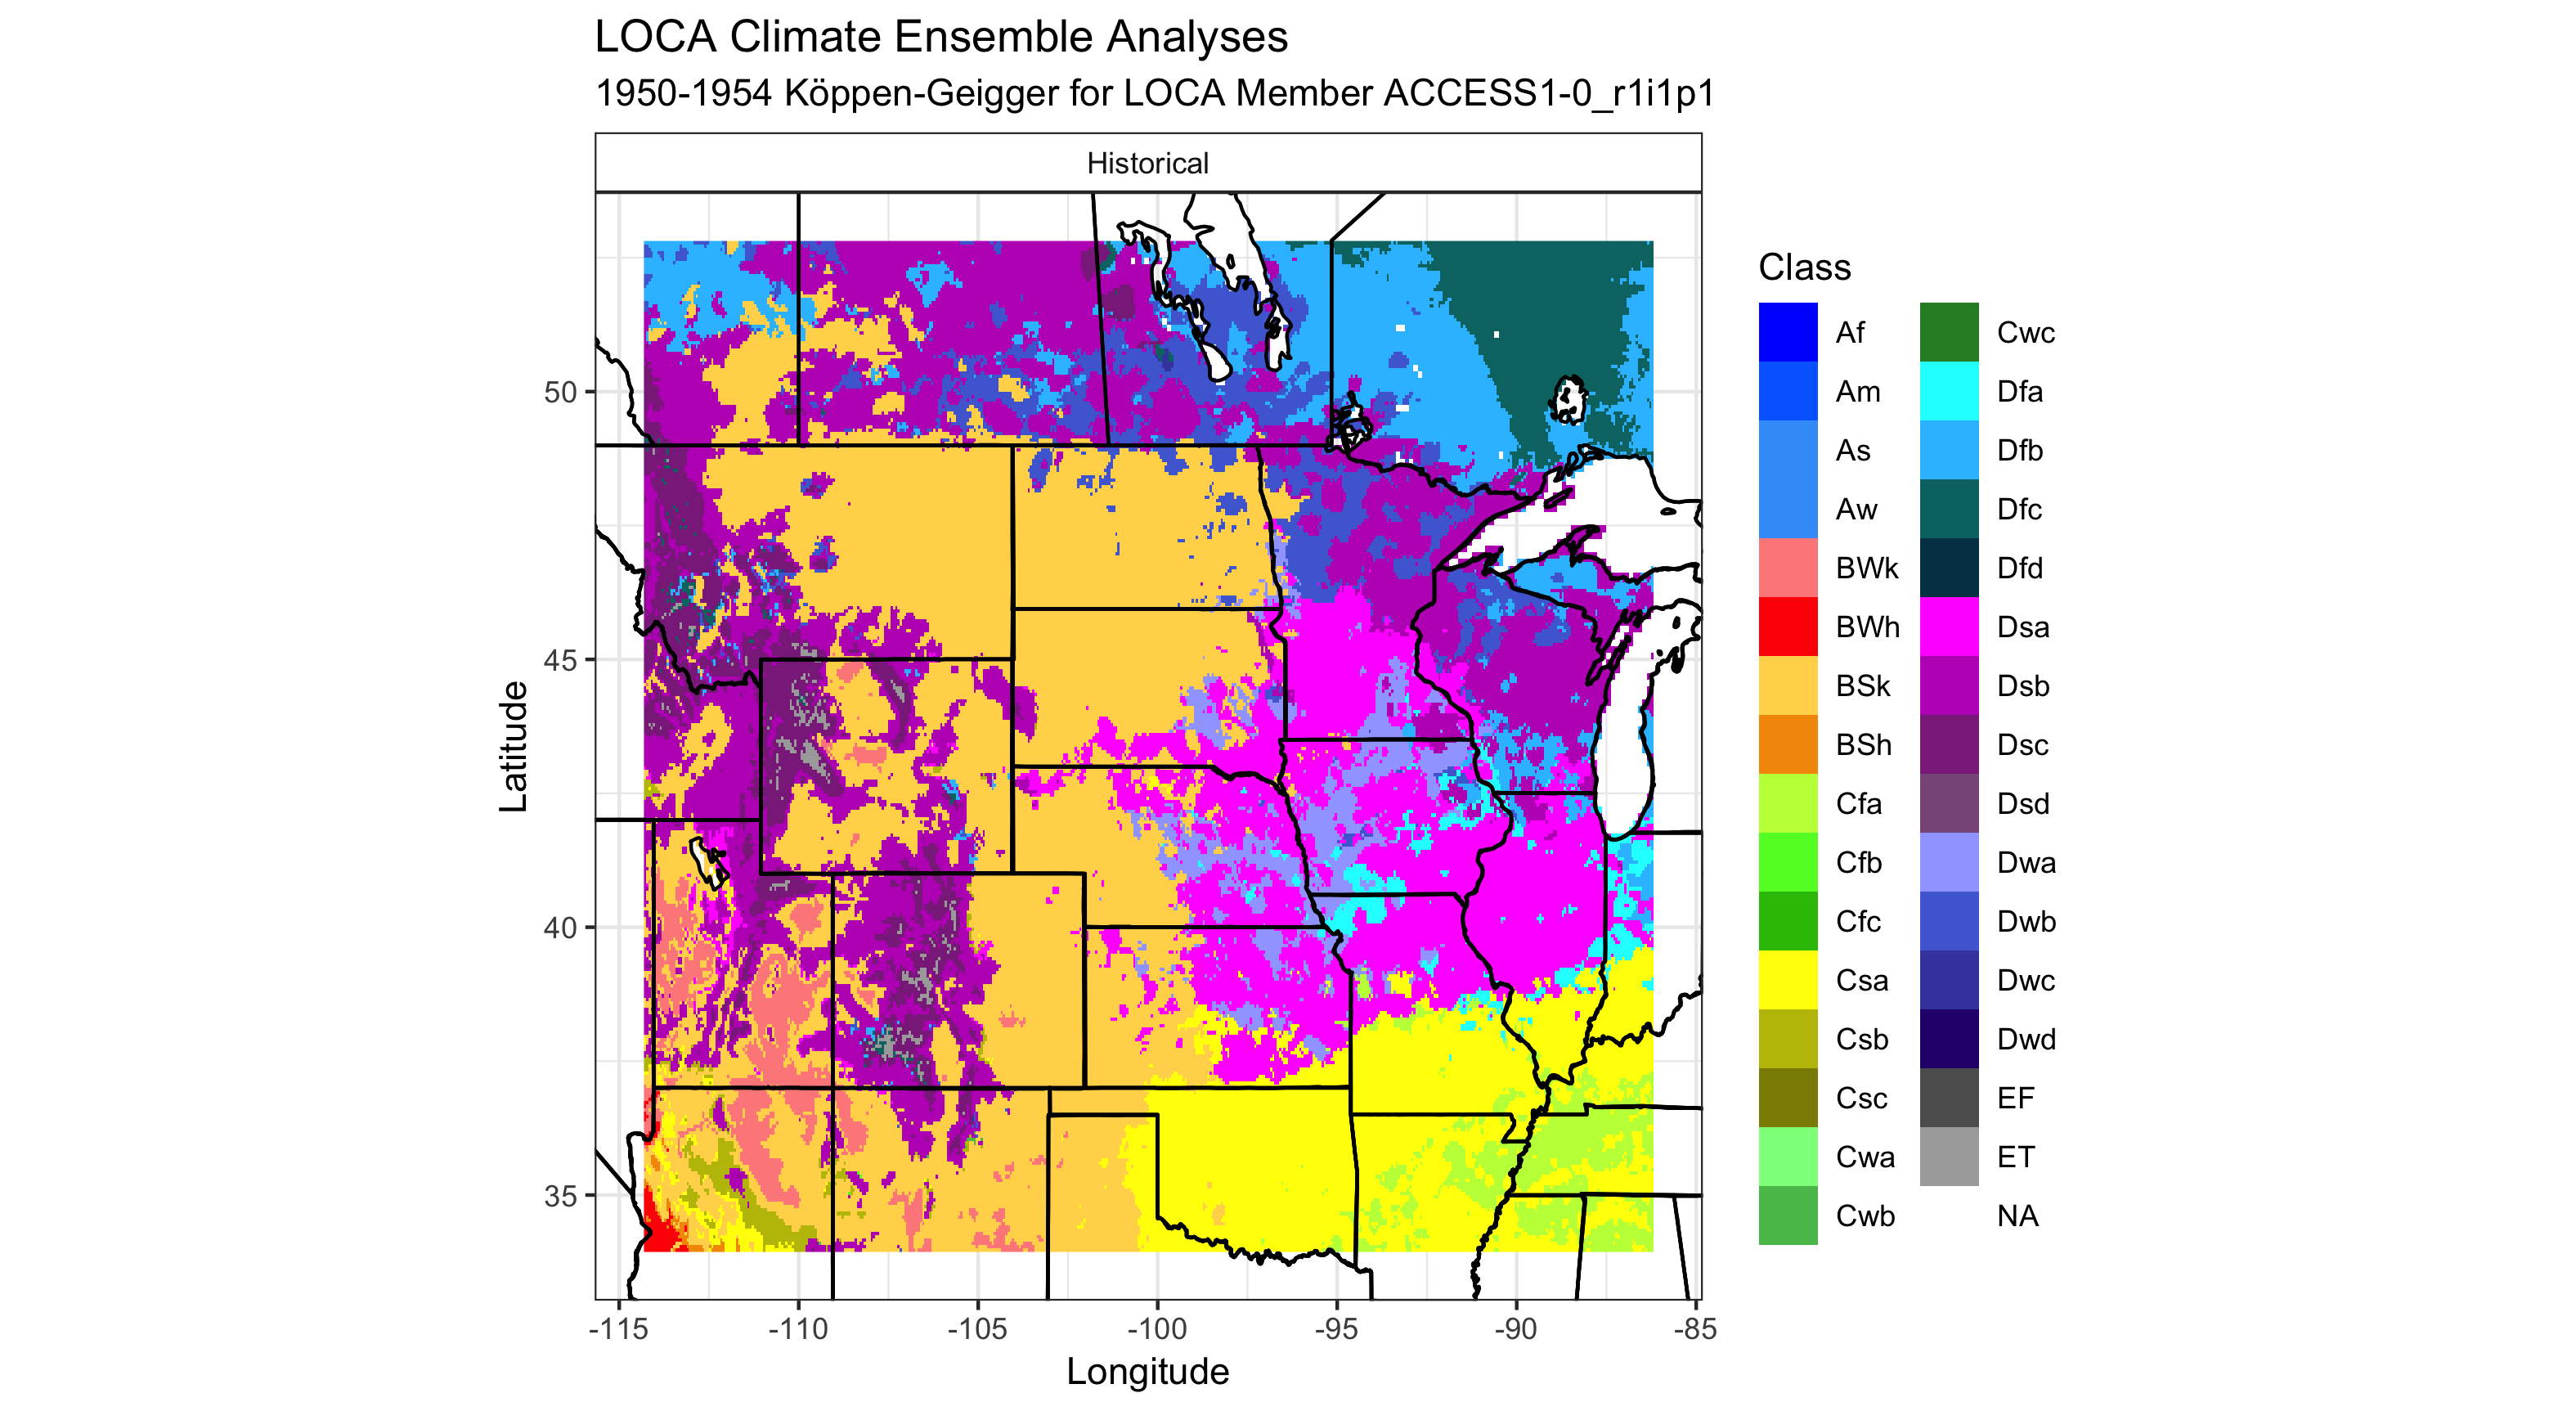 LOCA Climate Ensemble Analyses
1950-1954 Köppen-Geigger for LOCA Member ACCESS1-0_r1i1p1
Historical
Latitude
50
45
40
35
-115 -110 -105 -100 -95 -90 -85
Longitude
Class
Af
Am
As
Aw
BWk
BWh
BSk
BSh
Cfa
Cfb
Cfc
Csa
Csb
Csc
Cwa
Cwb
Cwc
Dfa
Dfb
Dfc
Dfd
Dsa
Dsb
Dsc
Dsd
Dwa
Dwb
Dwc
Dwd
EF
ET
NA